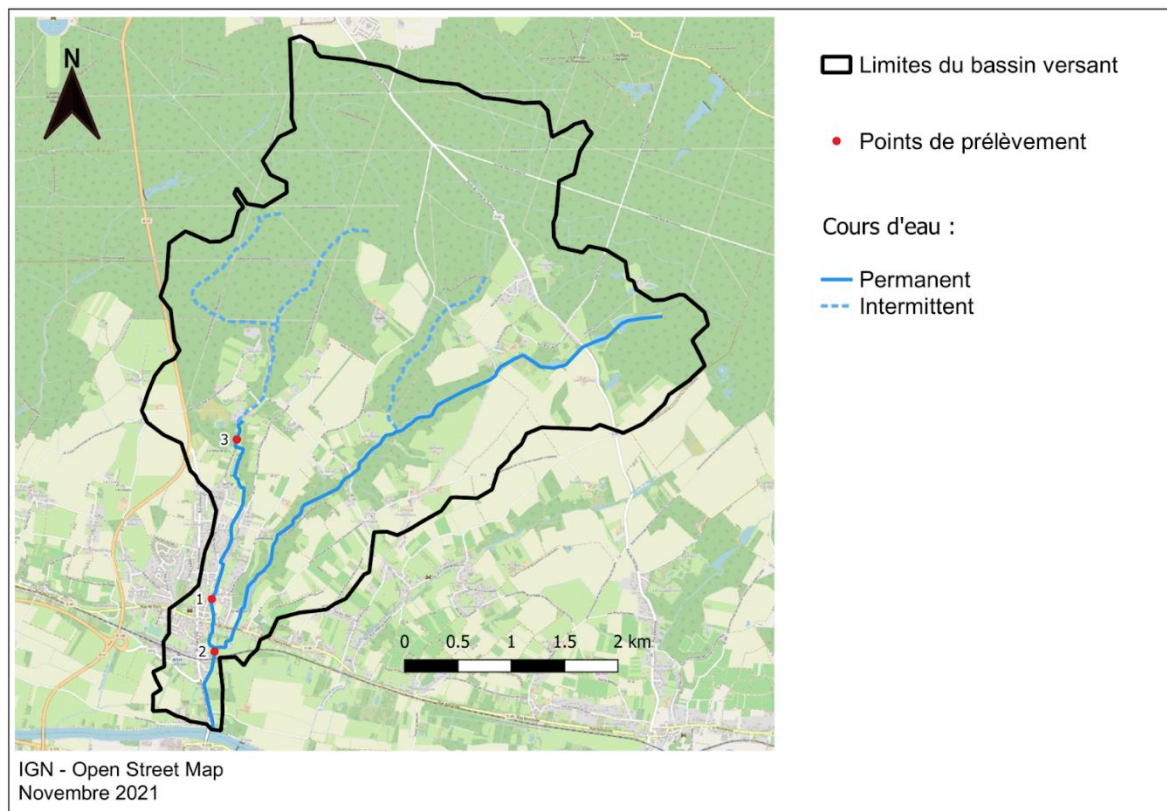 N
Limites du bassin versant
Points de prélèvement
Cours d'eau :
Permanent
Intermittent
3
1
2
0 0.5 1 1.5 2 km
IGN - Open Street Map
Novembre 2021